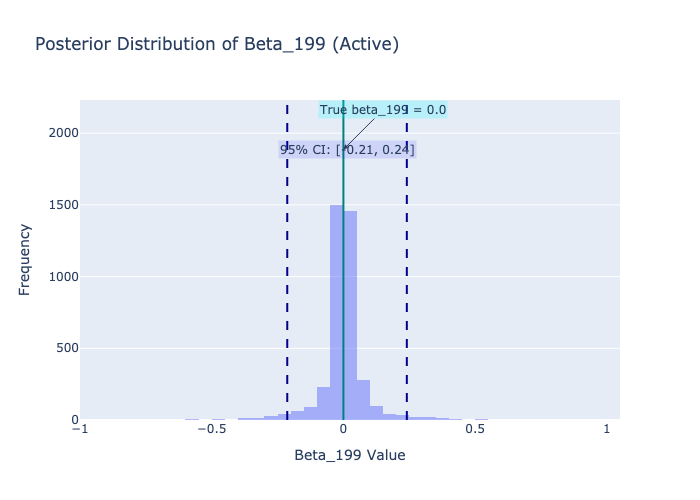 Posterior Distribution of Beta_199 (Active)
True beta_199 = 0.0
95% CI: [-0.21, 0.24]
2000
1500
1000
500
0
Frequency
−1
−0.5
0
0.5
1
Beta_199 Value